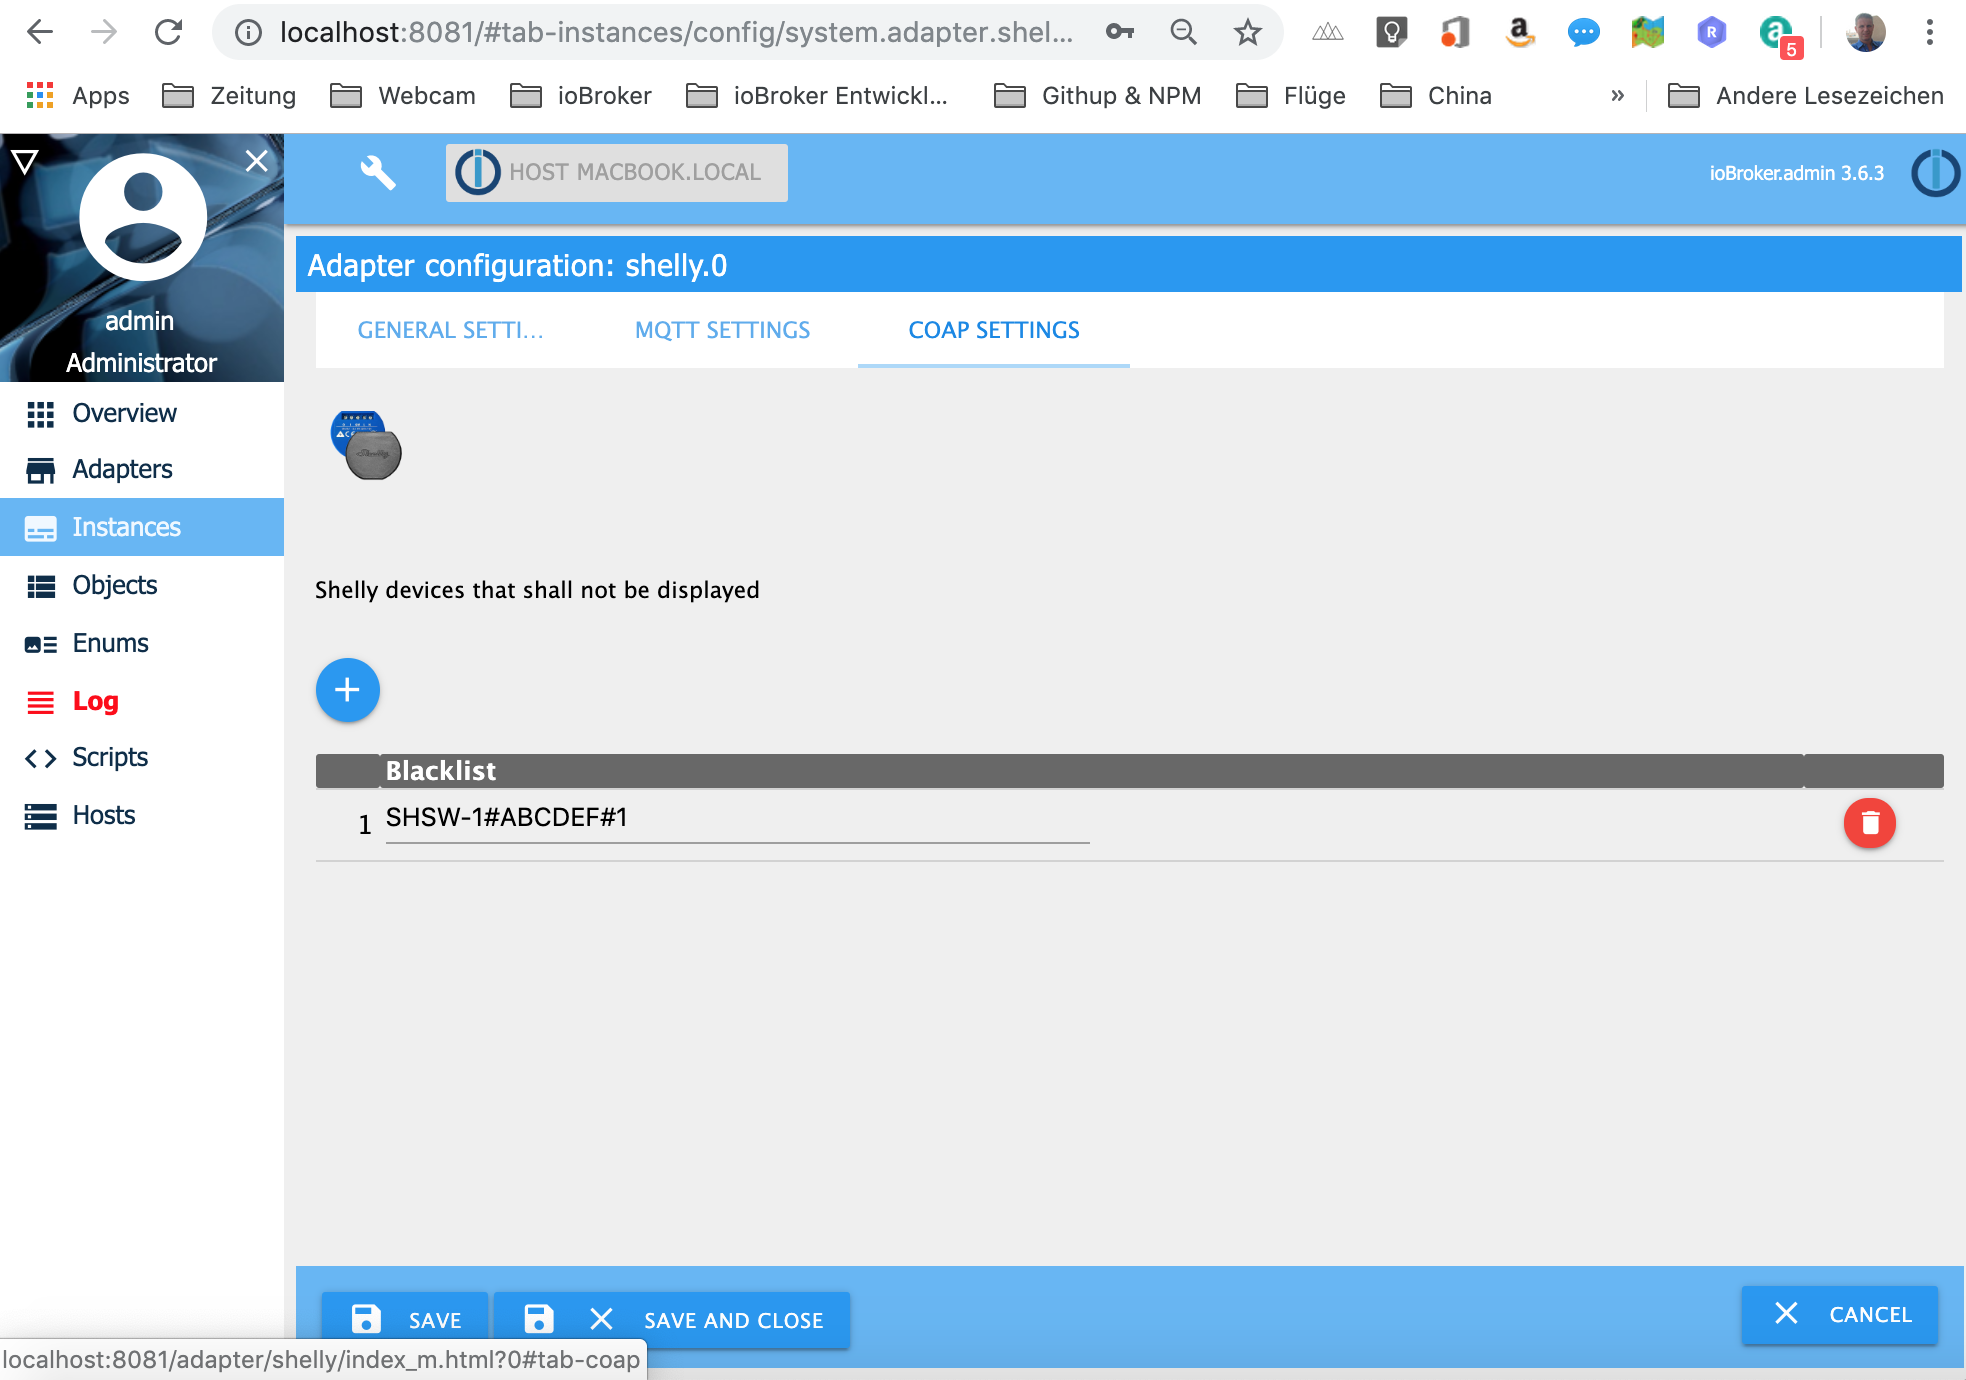 localhost:8081/#tab-instances/config/system.adapter.shel...
5
Apps Zeitung Webcam ioBroker ioBroker Entwickl... Githup & NPM Flüge China » Andere Lesezeichen
HOST MACBOOK.LOCAL
ioBroker.admin 3.6.3
admin
Administrator
Adapter configuration: shelly.0
GENERAL SETTI... MQTT SETTINGS COAP SETTINGS
Overview
Adapters
Instances
Objects
Enums
Log
Scripts
Hosts
Shelly
Shelly devices that shall not be displayed
Blacklist
1 SHSW-1#ABCDEF#1
SAVE SAVE AND CLOSE CANCEL
localhost:8081/adapter/shelly/index_m.html?0#tab-coap